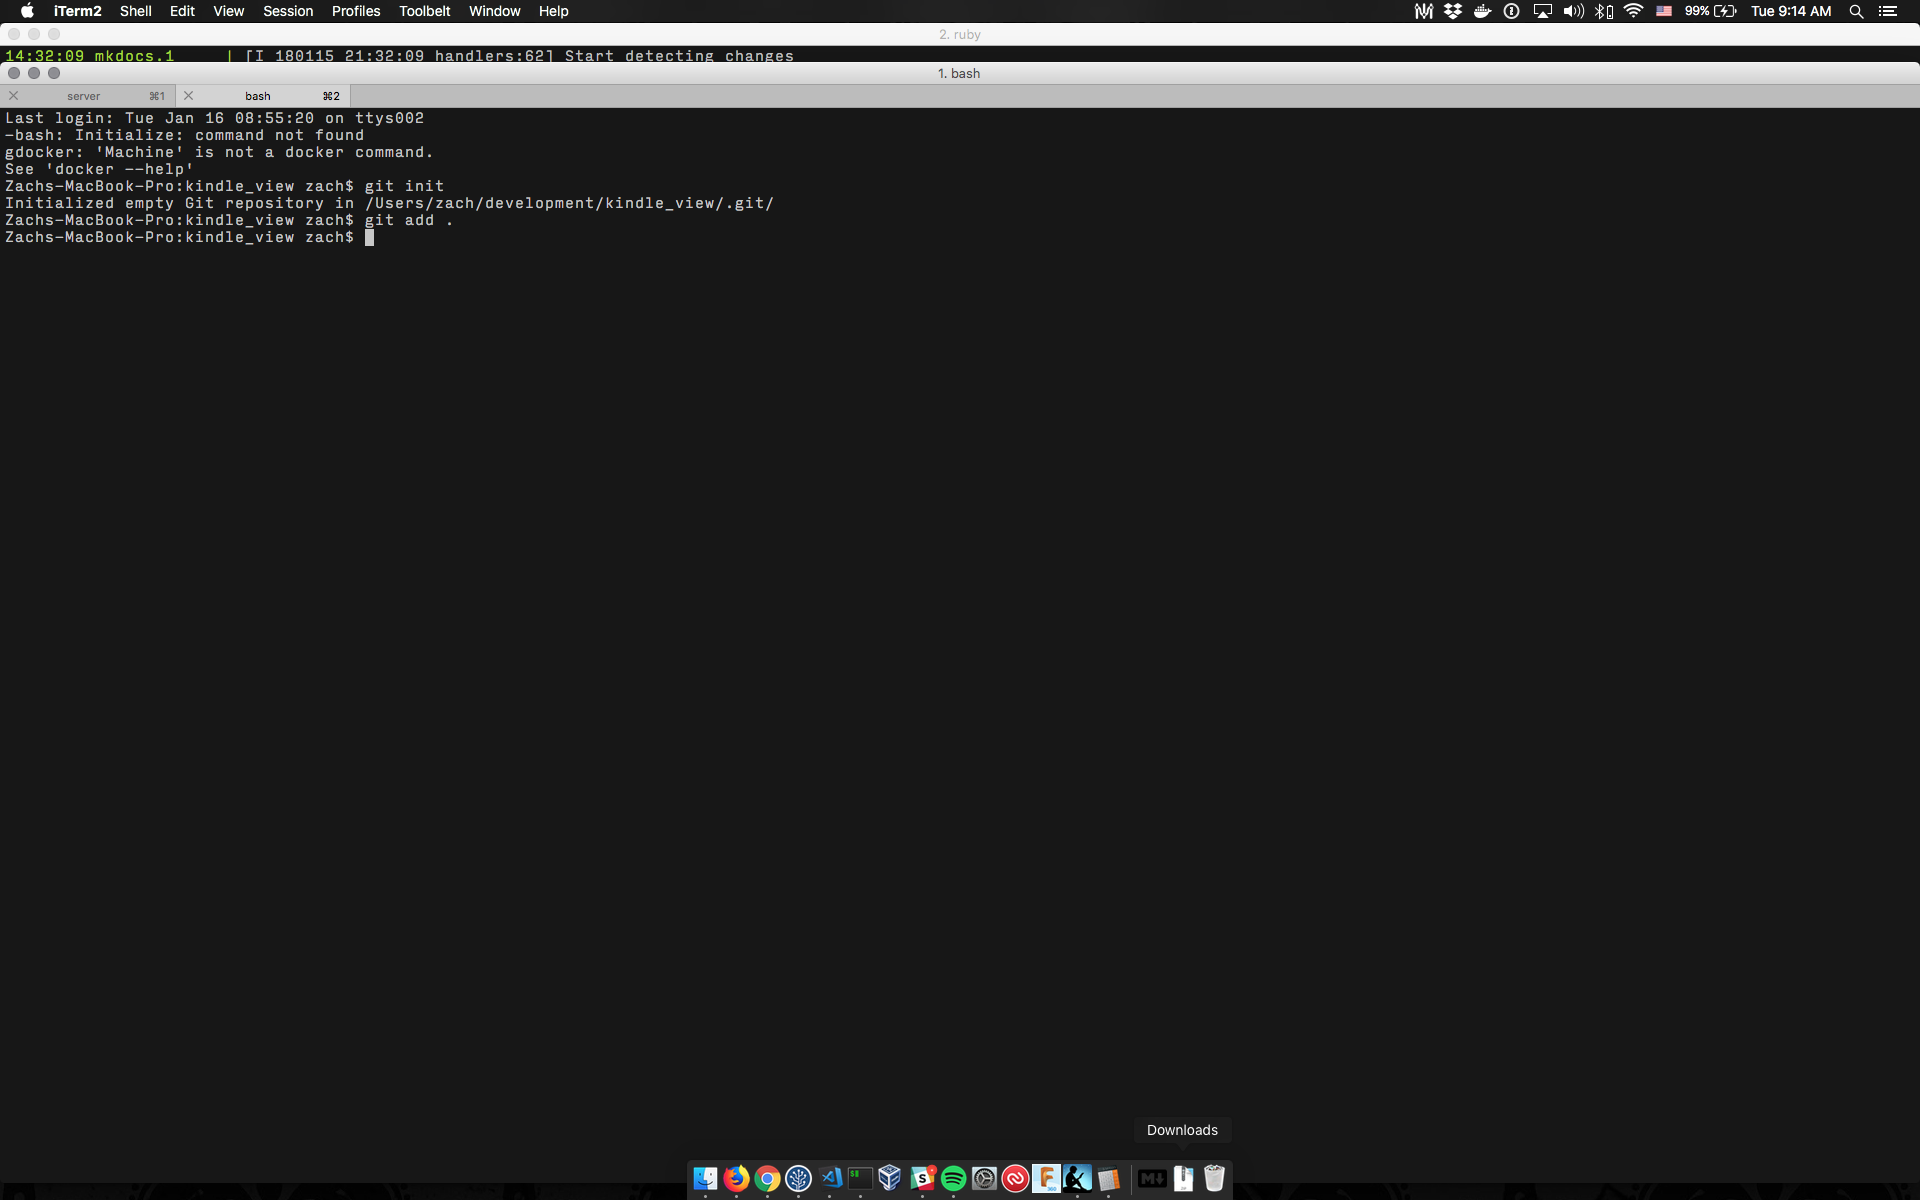 iTerm2 Shell Edit View Session Profiles Toolbelt Window Help 99% Tue 9:14 AM
2. ruby
14:32:09 mkdocs.1 | [I 180115 21:32:09 handlers:62] Start detecting changes
1. bash
server ⌘1 bash ⌘2
Last login: Tue Jan 16 08:55:20 on ttys002
-bash: Initialize: command not found
gdocker: 'Machine' is not a docker command.
See 'docker --help'
Zachs-MacBook-Pro:kindle_view zach$ git init
Initialized empty Git repository in /Users/zach/development/kindle_view/.git/
Zachs-MacBook-Pro:kindle_view zach$ git add .
Zachs-MacBook-Pro:kindle_view zach$
Downloads